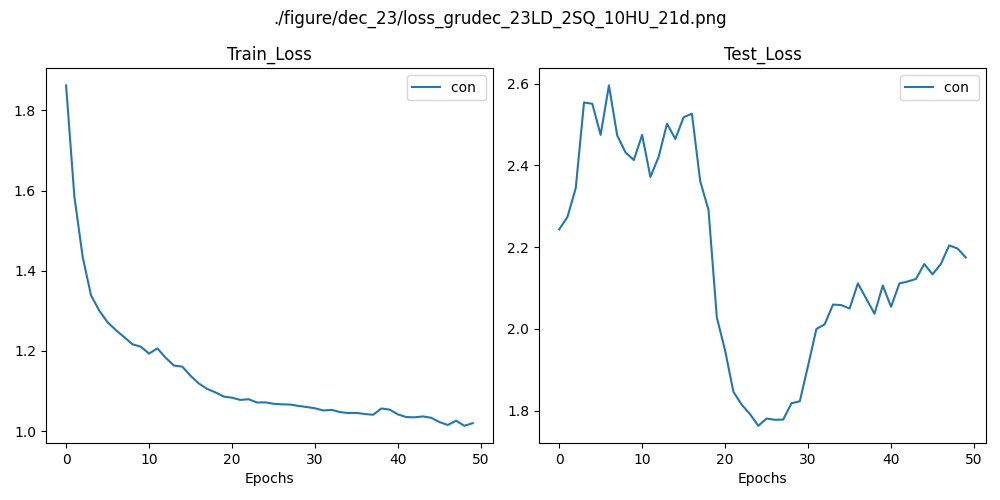 ./figure/dec_23/loss_grudec_23LD_2SQ_10HU_21d.png
Train_Loss
con
1.8
1.6
1.4
1.2
1.0
0 10 20 30 40 50
Epochs
Test_Loss
con
2.6
2.4
2.2
2.0
1.8
0 10 20 30 40 50
Epochs